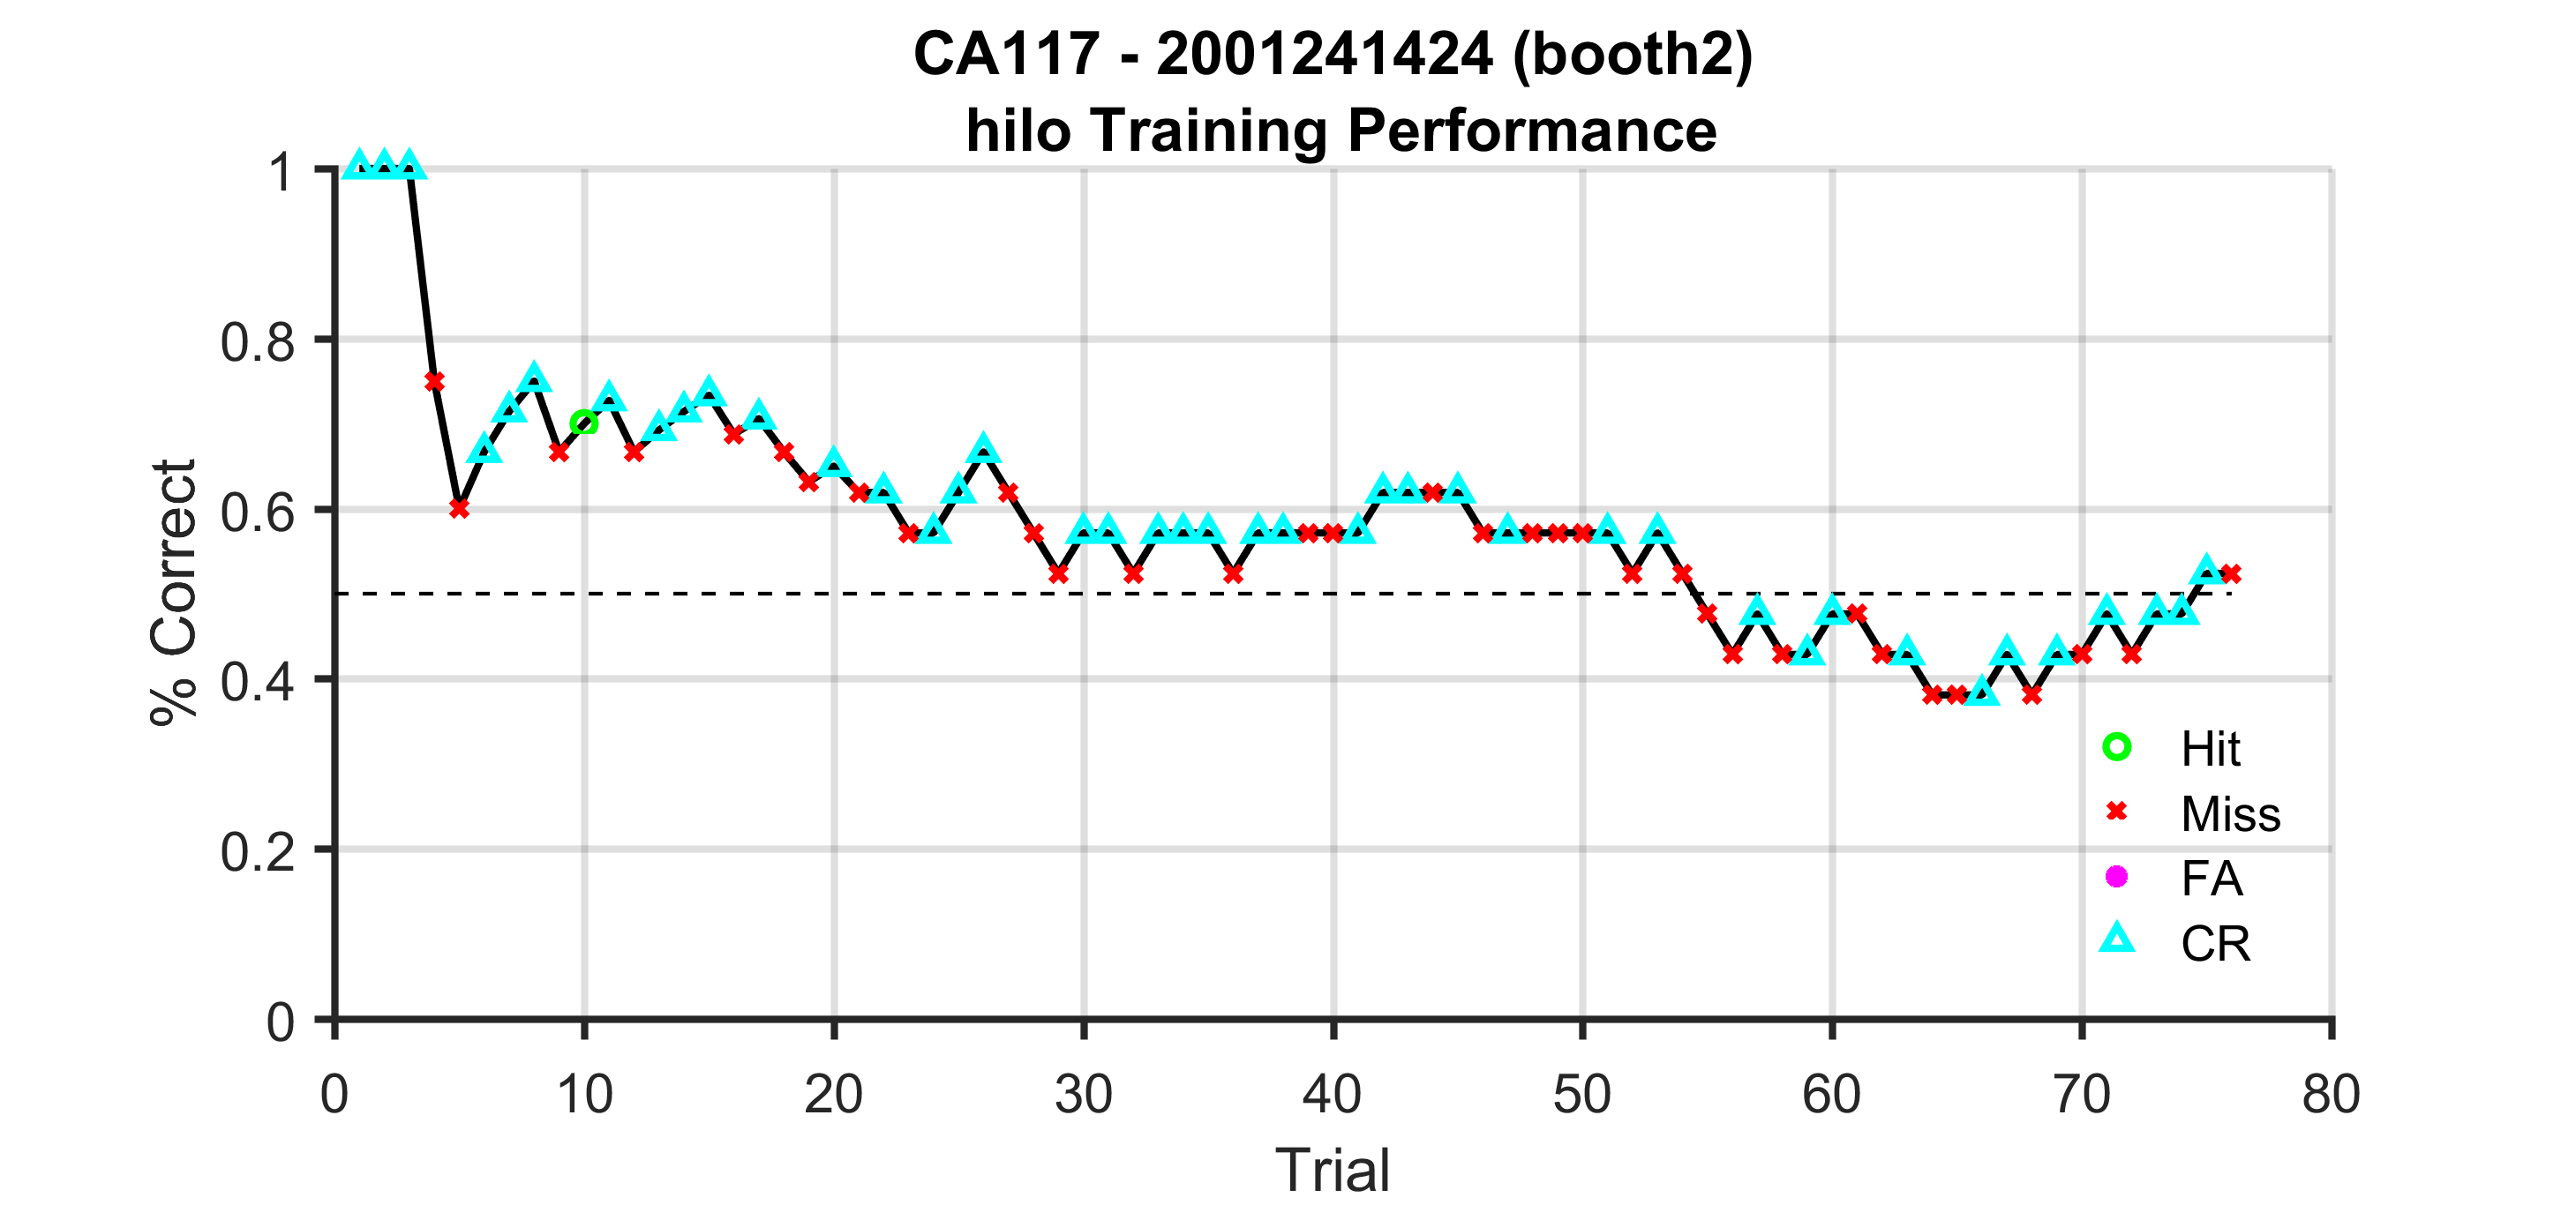 CA117 - 2001241424 (booth2)
hilo Training Performance
% Correct
1
0.8
0.6
0.4
0.2
0
0 10 20 30 40 50 60 70 80
Trial
Hit
Miss
FA
CR